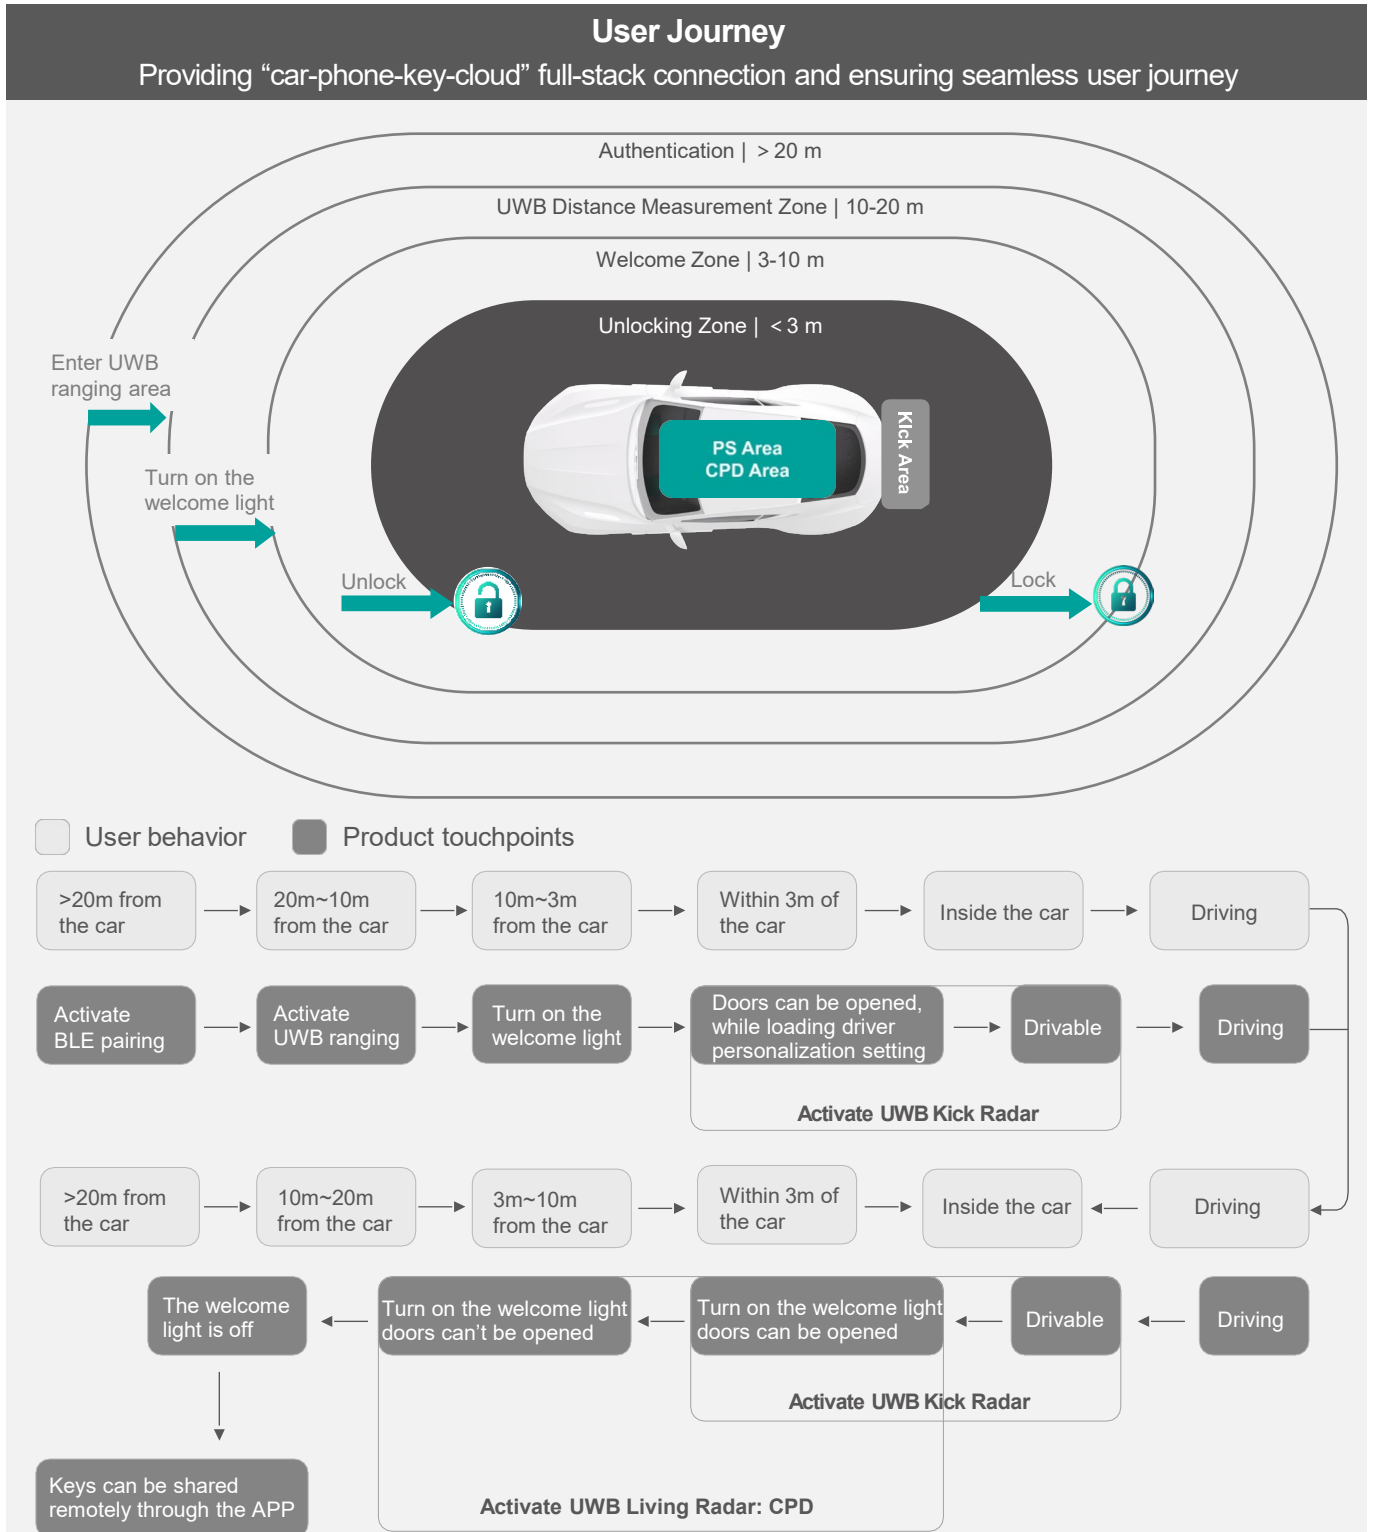 User Journey
Providing “car-phone-key-cloud” full-stack connection and ensuring seamless user journey
Authentication | > 20 m
UWB Distance Measurement Zone | 10-20 m
Welcome Zone | 3-10 m
Unlocking Zone | < 3 m
Enter UWB
ranging area
PS Area
CPD Area
KIck Area
Turn on the
welcome light
Unlock
Lock
User behavior
Product touchpoints
>20m from
the car
20m~10m
from the car
10m~3m
from the car
Within 3m of
the car
Inside the car
Driving
Activate
BLE pairing
Activate
UWB ranging
Turn on the
welcome light
Doors can be opened,
while loading driver
personalization setting
Drivable
Driving
Activate UWB Kick Radar
>20m from
the car
10m~20m
from the car
3m~10m
from the car
Within 3m of
the car
Inside the car
Driving
The welcome
light is off
Turn on the welcome light
doors can’t be opened
Turn on the welcome light
doors can be opened
Drivable
Driving
Activate UWB Kick Radar
Keys can be shared
remotely through the APP
Activate UWB Living Radar: CPD